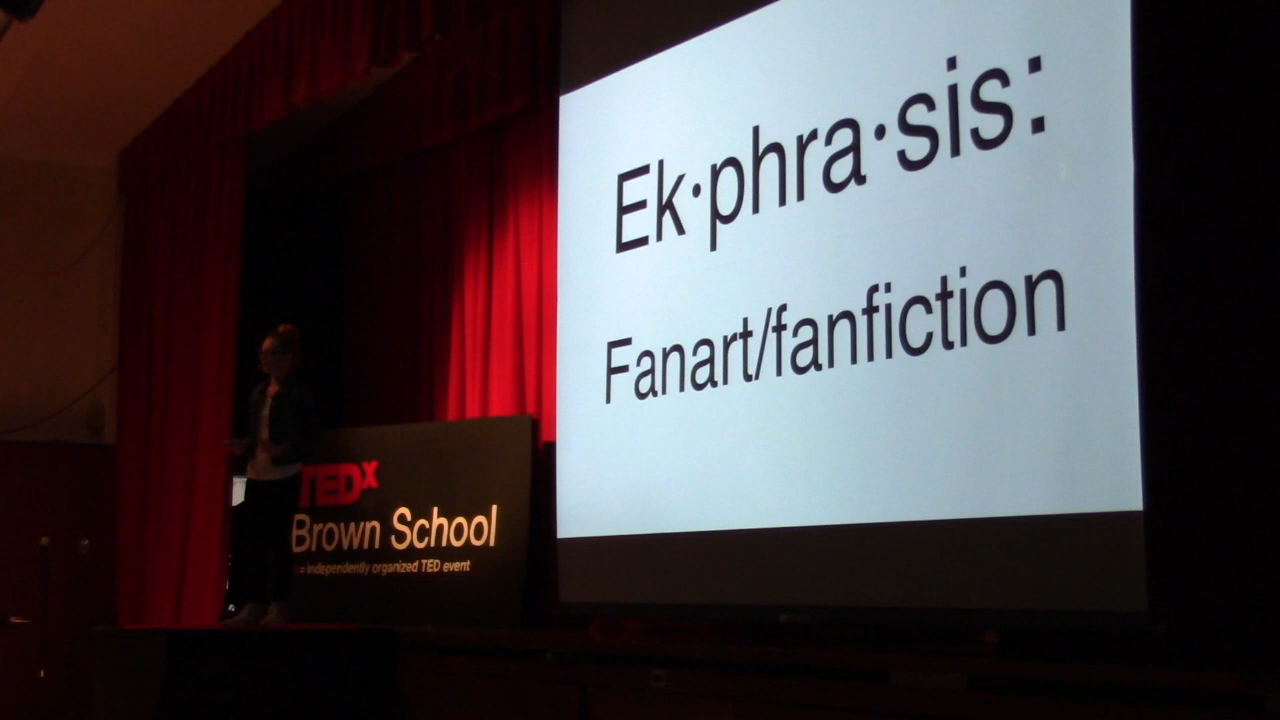 Ek·phra·sis:
Fanart/fanfiction
TEDx
Brown School
= independently organized TED event